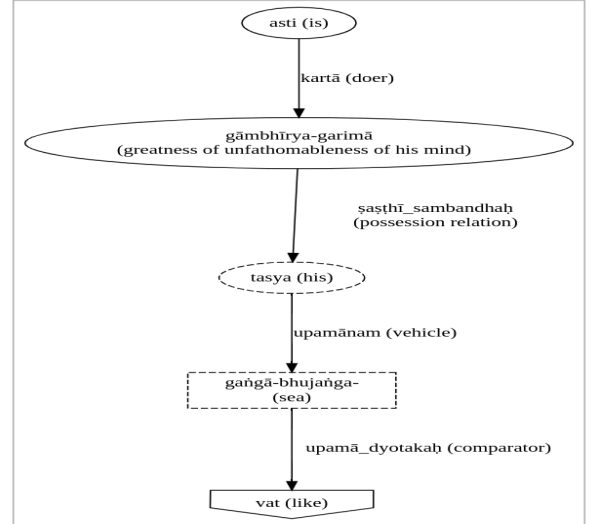 asti (is)
kartā (doer)
gāmbhīrya-garimā
(greatness of unfathomableness of his mind)
ṣaṣṭhī_sambandhaḥ
(possession relation)
tasya (his)
upamānam (vehicle)
gaṅgā-bhujaṅga-
(sea)
upamā_dyotakaḥ (comparator)
vat (like)